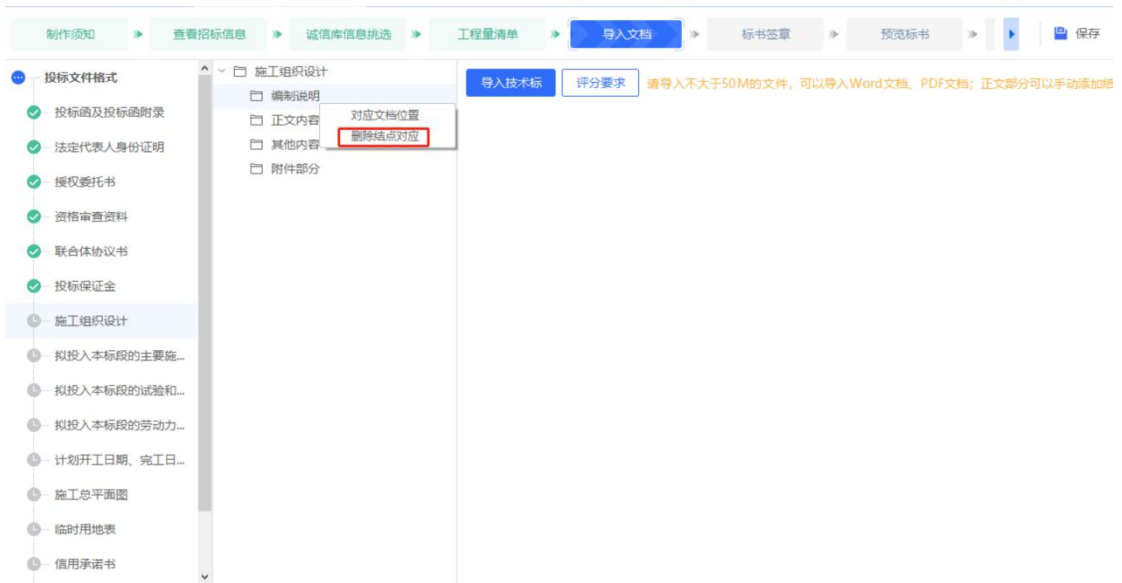 制作须知
查看招标信息
诚信库信息挑选
工程量清单
导入文档
标书签章
预览标书
保存
投标文件格式
投标函及投标函附录
法定代表人身份证明
授权委托书
资格审查资料
联合体协议书
投标保证金
施工组织设计
拟投入本标段的主要施...
拟投入本标段的试验和...
拟投入本标段的劳动力...
计划开工日期、完工日...
施工总平面图
临时用地表
信用承诺书
施工组织设计
编制说明
正文内容
其他内容
附件部分
对应文档位置
删除结点对应
导入技术标
评分要求
请导入不大于50M的文件，可以导入Word文档、PDF文档；正文部分可以手动添加结